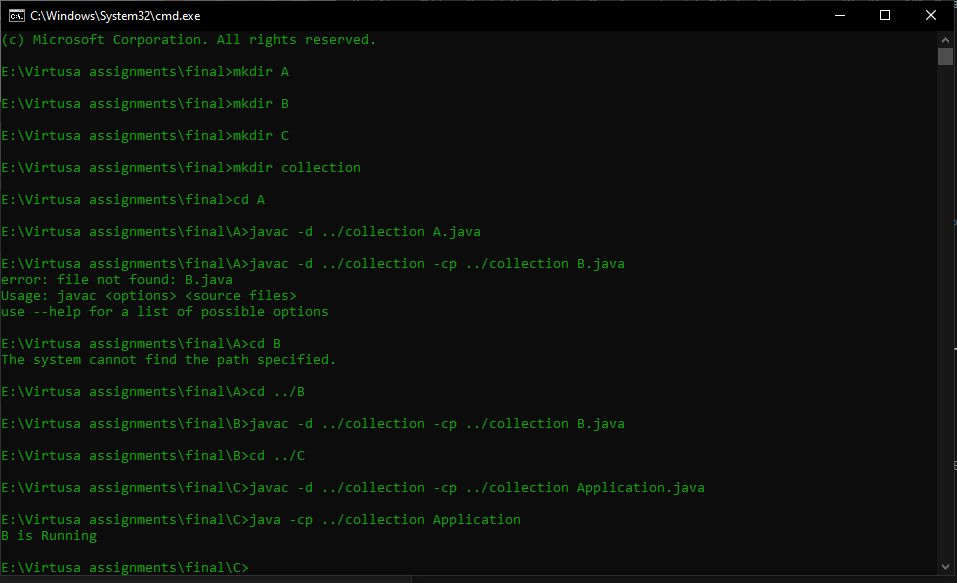 C:\Windows\System32\cmd.exe
(c) Microsoft Corporation. All rights reserved.
E:\Virtusa assignments\final>mkdir A
E:\Virtusa assignments\final>mkdir B
E:\Virtusa assignments\final>mkdir C
E:\Virtusa assignments\final>mkdir collection
E:\Virtusa assignments\final>cd A
E:\Virtusa assignments\final\A>javac -d ../collection A.java
E:\Virtusa assignments\final\A>javac -d ../collection -cp ../collection B.java
error: file not found: B.java
Usage: javac <options> <source files>
use --help for a list of possible options
E:\Virtusa assignments\final\A>cd B
The system cannot find the path specified.
E:\Virtusa assignments\final\A>cd ../B
E:\Virtusa assignments\final\B>javac -d ../collection -cp ../collection B.java
E:\Virtusa assignments\final\B>cd ../C
E:\Virtusa assignments\final\C>javac -d ../collection -cp ../collection Application.java
E:\Virtusa assignments\final\C>java -cp ../collection Application
B is Running
E:\Virtusa assignments\final\C>